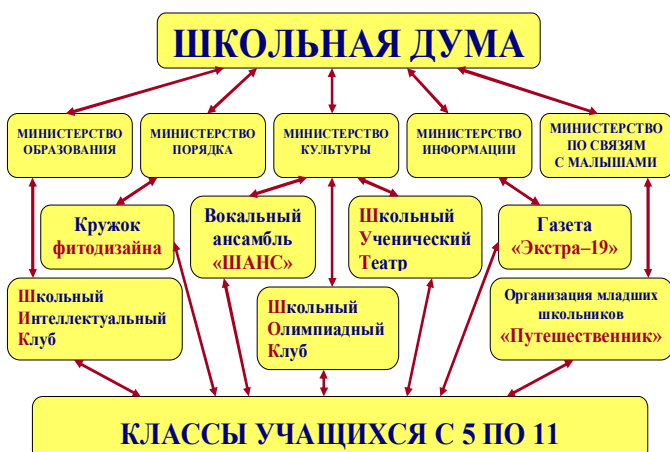 ШКОЛЬНАЯ ДУМА
МИНИСТЕРСТВО
ОБРАЗОВАНИЯ
МИНИСТЕРСТВО
ПОРЯДКА
МИНИСТЕРСТВО
КУЛЬТУРЫ
МИНИСТЕРСТВО
ИНФОРМАЦИИ
МИНИСТЕРСТВО
ПО СВЯЗЯМ
С МАЛЫШАМИ
Кружок
фитодизайна
Вокальный
ансамбль
«ШАНС»
Школьный
Ученический
Театр
Газета
«Экстра–19»
Школьный
Интеллектуальный
Клуб
Школьный
Олимпиадный
Клуб
Организация младших
школьников
«Путешественник»
КЛАССЫ УЧАЩИХСЯ С 5 ПО 11